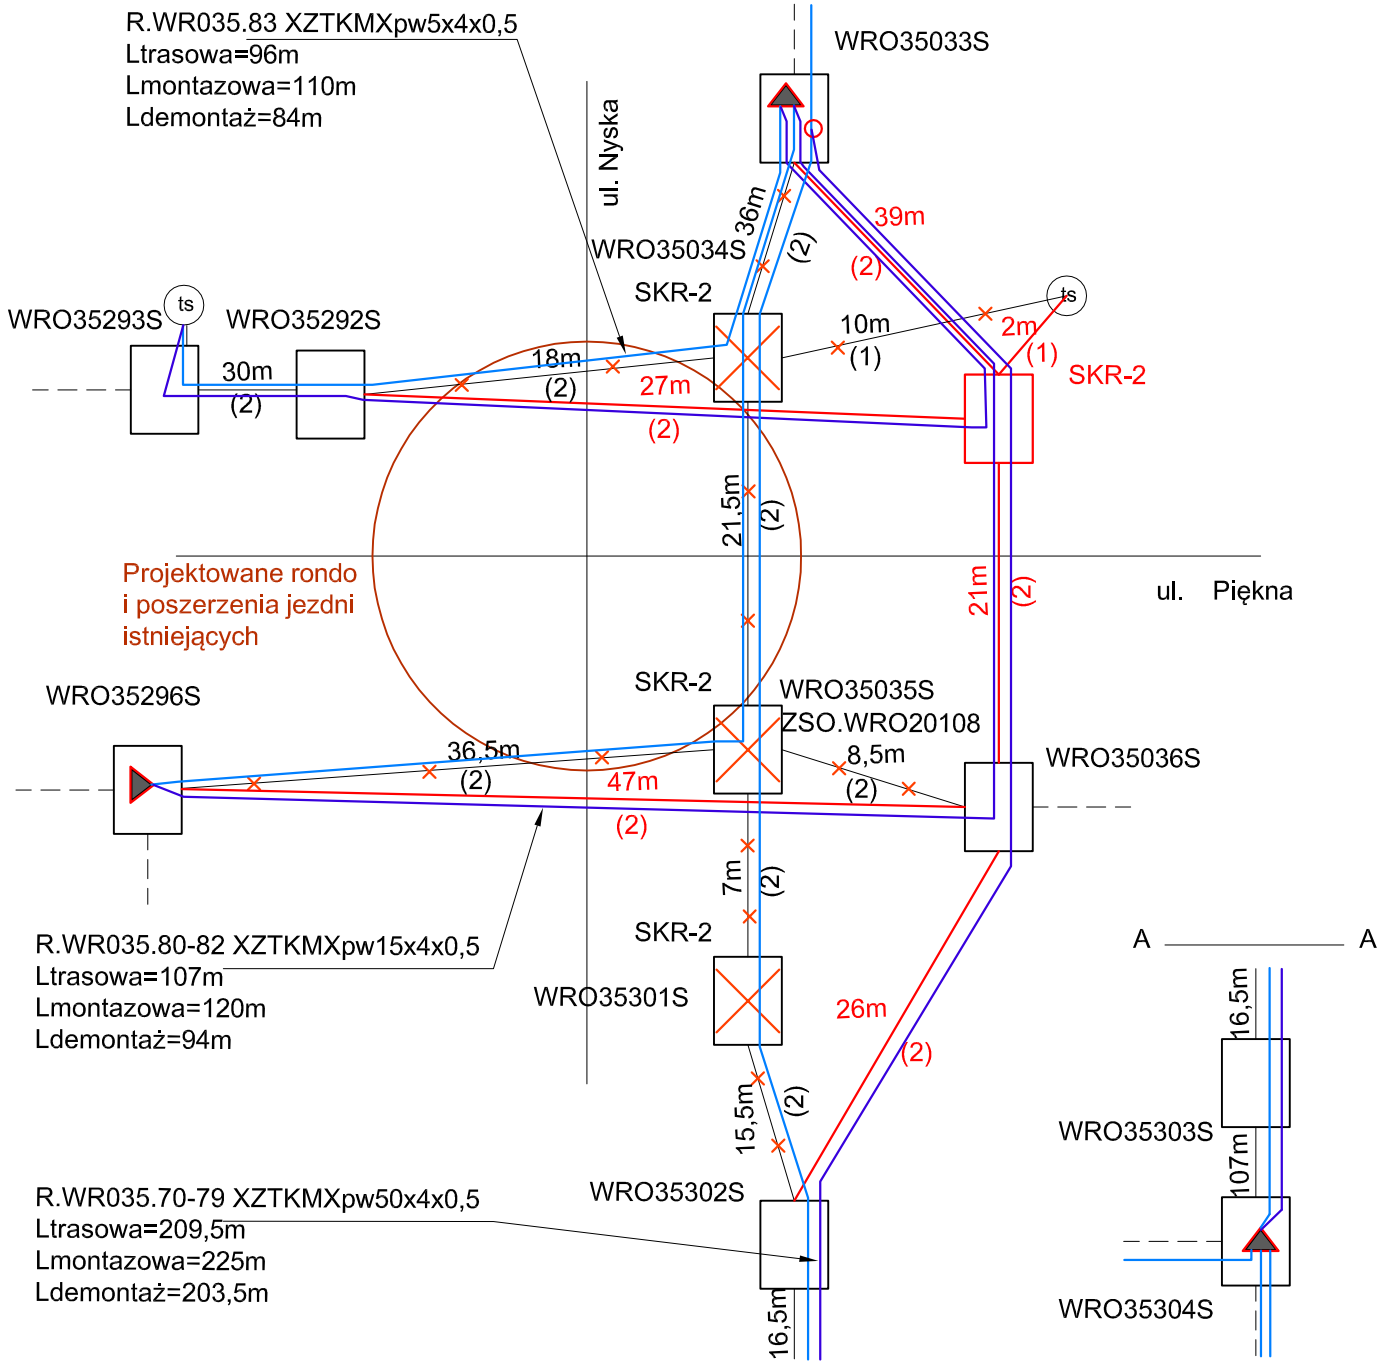 R.WR035.83 XZTKMXpw5x4x0,5
Ltrasowa=96m
Lmontazowa=110m
Ldemontaż=84m
WRO35033S
ul. Nyska
36m
(2)
39m
(2)
WRO35034S
SKR-2
ts
WRO35293S
WRO35292S
30m
(2)
18m
(2)
27m
(2)
10m
(1)
ts
2m
(1)
SKR-2
21,5m
(2)
Projektowane rondo
i poszerzenia jezdni
istniejących
21m
(2)
ul. Piękna
WRO35296S
SKR-2
WRO35035S
ZSO.WRO20108
8,5m
(2)
WRO35036S
36,5m
(2)
47m
(2)
7m
(2)
R.WR035.80-82 XZTKMXpw15x4x0,5
Ltrasowa=107m
Lmontazowa=120m
Ldemontaż=94m
SKR-2
WRO35301S
26m
(2)
A A
16,5m
WRO35303S
107m
WRO35304S
15,5m
(2)
WRO35302S
R.WR035.70-79 XZTKMXpw50x4x0,5
Ltrasowa=209,5m
Lmontazowa=225m
Ldemontaż=203,5m
16,5m